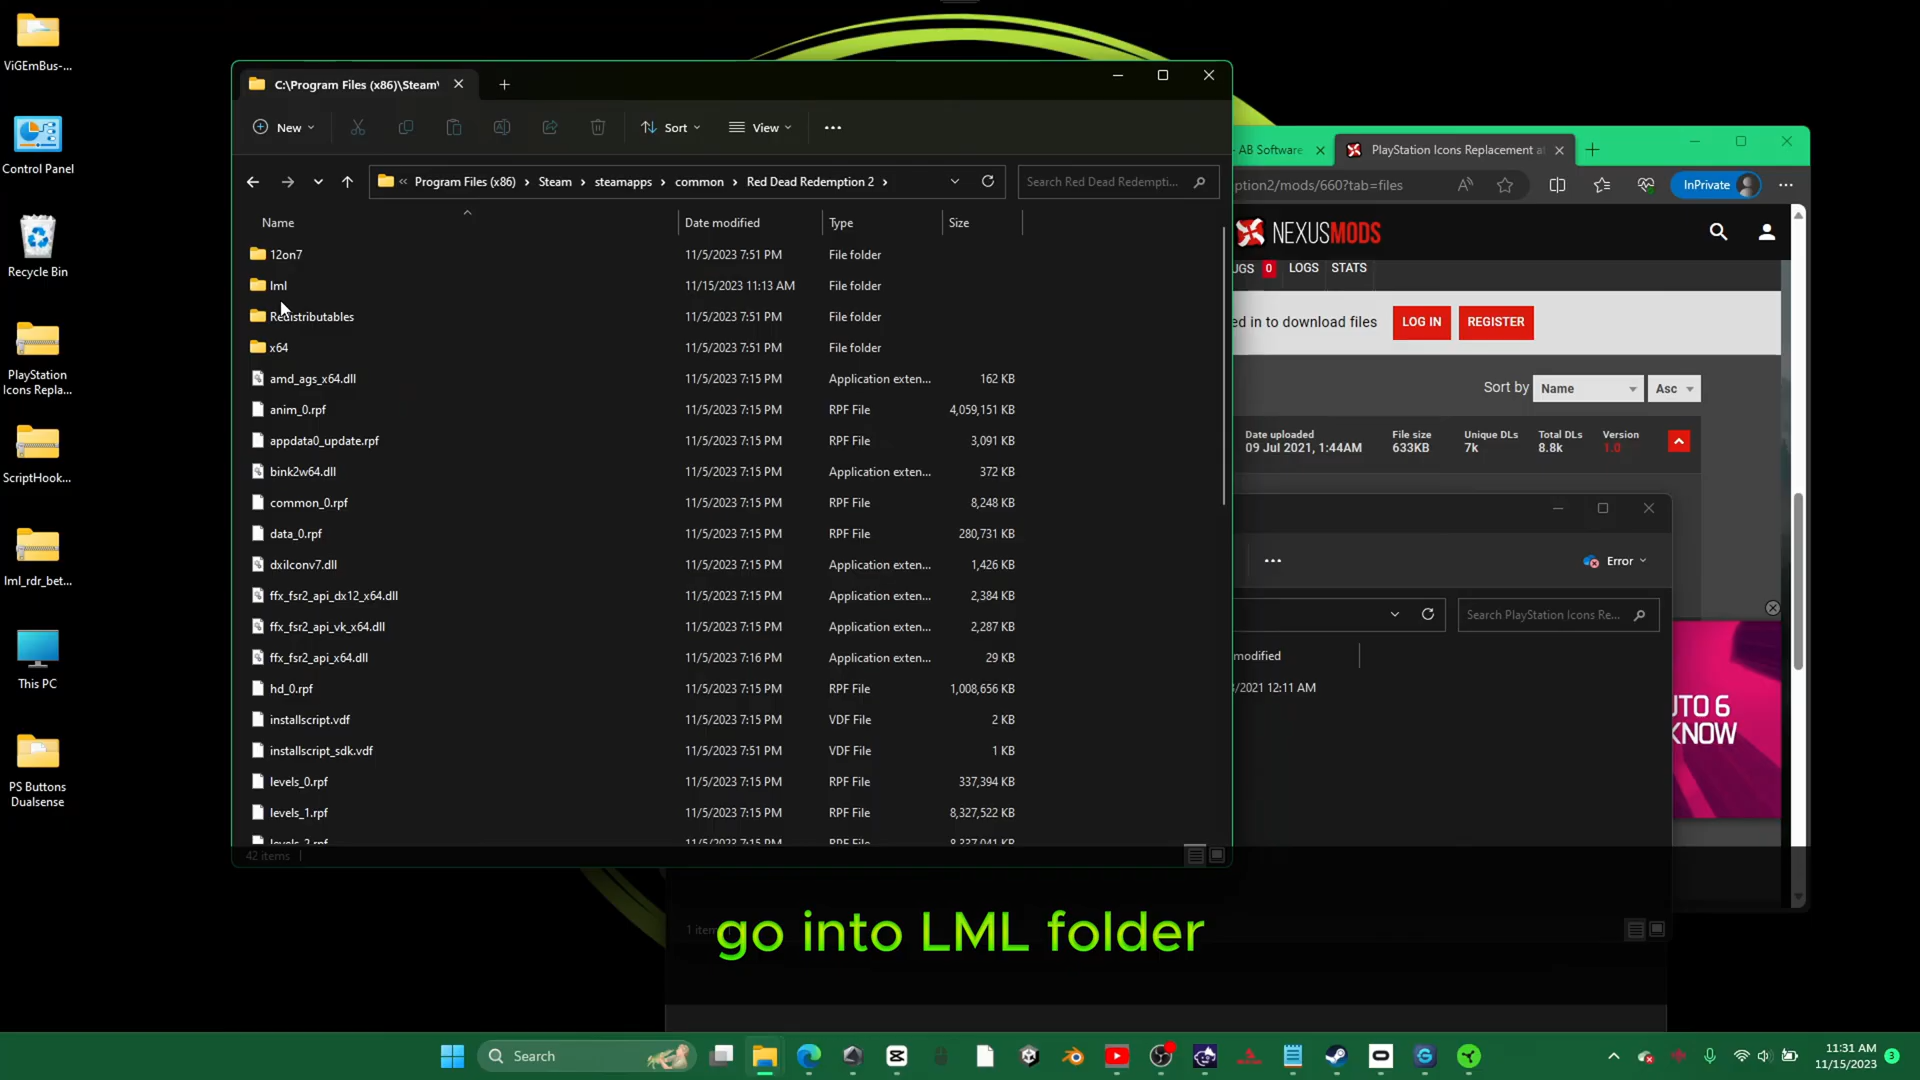 ViGEmBus-...
Control Panel
Recycle Bin
PlayStation
Icons Repla...
ScriptHook...
lml_rdr_bet...
This PC
PS Buttons
Dualsense
C:\Program Files (x86)\Steam\
New
Sort
View
Program Files (x86) > Steam > steamapps > common > Red Dead Redemption 2 >
Search Red Dead Redempti...
Name Date modified Type Size
12on7 11/5/2023 7:51 PM File folder
lml 11/15/2023 11:13 AM File folder
Redistributables 11/5/2023 7:51 PM File folder
x64 11/5/2023 7:51 PM File folder
amd_ags_x64.dll 11/5/2023 7:15 PM Application exten... 162 KB
anim_0.rpf 11/5/2023 7:15 PM RPF File 4,059,151 KB
appdata0_update.rpf 11/5/2023 7:15 PM RPF File 3,091 KB
bink2w64.dll 11/5/2023 7:15 PM Application exten... 372 KB
common_0.rpf 11/5/2023 7:15 PM RPF File 8,248 KB
data_0.rpf 11/5/2023 7:15 PM RPF File 280,731 KB
dxilconv7.dll 11/5/2023 7:15 PM Application exten... 1,426 KB
ffx_fsr2_api_dx12_x64.dll 11/5/2023 7:15 PM Application exten... 2,384 KB
ffx_fsr2_api_vk_x64.dll 11/5/2023 7:15 PM Application exten... 2,287 KB
ffx_fsr2_api_x64.dll 11/5/2023 7:16 PM Application exten... 29 KB
hd_0.rpf 11/5/2023 7:15 PM RPF File 1,008,656 KB
installscript.vdf 11/5/2023 7:15 PM VDF File 2 KB
installscript_sdk.vdf 11/5/2023 7:51 PM VDF File 1 KB
levels_0.rpf 11/5/2023 7:15 PM RPF File 337,394 KB
levels_1.rpf 11/5/2023 7:15 PM RPF File 8,327,522 KB
levels_2.rpf 11/5/2023 7:15 PM RPF File 8,337,041 KB
42 items
- AB Software
PlayStation Icons Replacement a
ption2/mods/660?tab=files
InPrivate
NEXUSMODS
UGS 0 LOGS STATS
ed in to download files LOG IN REGISTER
Sort by Name Asc
Date uploaded File size Unique DLs Total DLs Version
09 Jul 2021, 1:44AM 633KB 7k 8.8k 1.0
Error
Search PlayStation Icons Re...
modified
/2021 12:11 AM
UTO 6
KNOW
1 item
go into LML folder
Search
11:31 AM
11/15/2023
3